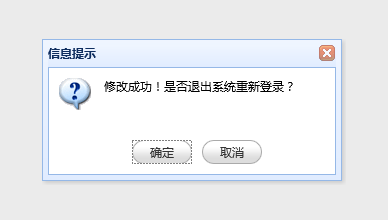 信息提示
修改成功！是否退出系统重新登录？
确定
取消